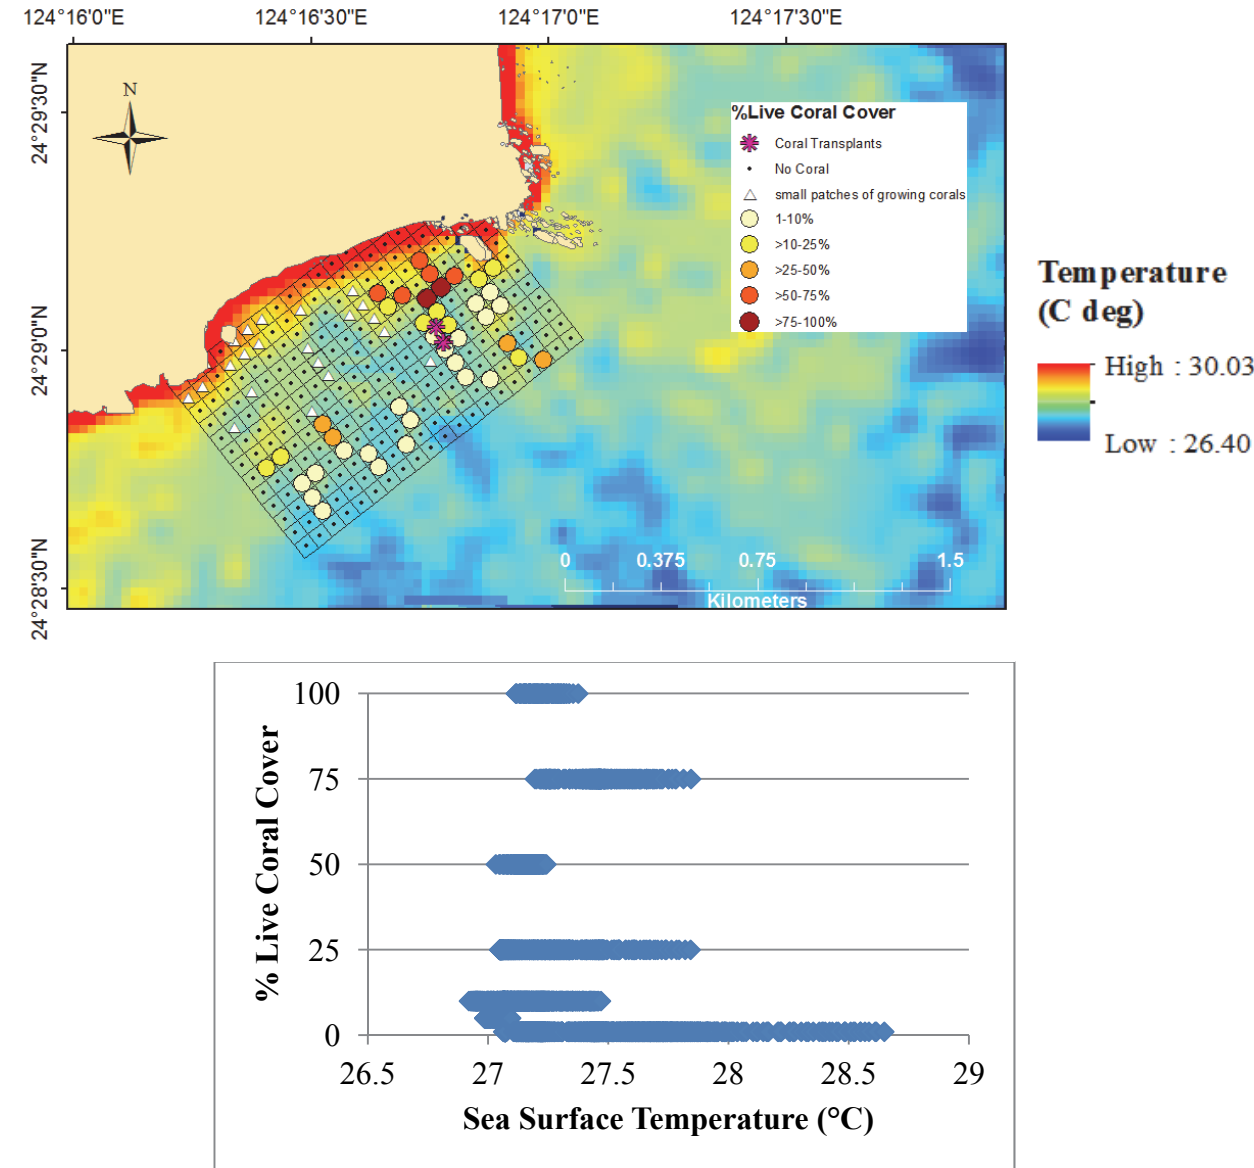 124°16'0"E 124°16'30"E 124°17'0"E 124°17'30"E
24°29'30"N
24°29'0"N
24°28'30"N
N
%Live Coral Cover
Coral Transplants
No Coral
small patches of growing corals
1-10%
>10-25%
>25-50%
>50-75%
>75-100%
0 0.375 0.75 1.5
Kilometers
Temperature
(C deg)
High : 30.03
Low : 26.40
% Live Coral Cover
100
75
50
25
0
26.5 27 27.5 28 28.5 29
Sea Surface Temperature (°C)